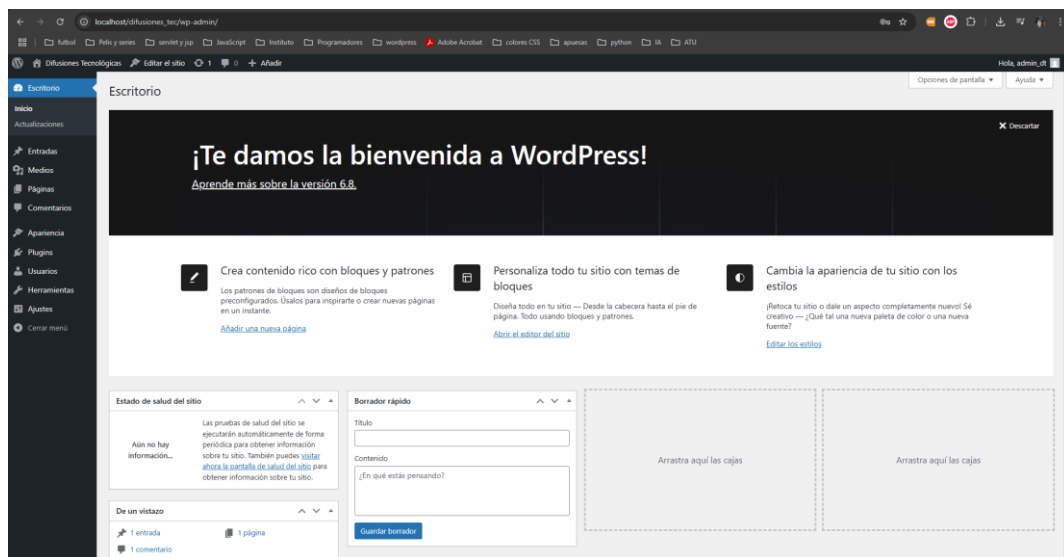 localhost/difusiones_tec/wp-admin/
futbol Pelis y series servlet y jsp JavaScript Instituto Programadores wordpress Adobe Acrobat colores CSS apuesas python IA ATU
Difusiones Tecnológicas Editar el sitio 1 0 Añadir Hola, admin_dt
Escritorio
Inicio
Actualizaciones
Entradas
Medios
Páginas
Comentarios
Apariencia
Plugins
Usuarios
Herramientas
Ajustes
Cerrar menú
Escritorio
Opciones de pantalla Ayuda
Descartar
¡Te damos la bienvenida a WordPress!
Aprende más sobre la versión 6.8.
Crea contenido rico con bloques y patrones
Los patrones de bloques son diseños de bloques
preconfigurados. Úsalos para inspirarte o crear nuevas páginas
en un instante.
Añadir una nueva página
Personaliza todo tu sitio con temas de
bloques
Diseña todo en tu sitio — Desde la cabecera hasta el pie de
página. Todo usando bloques y patrones.
Abrir el editor del sitio
Cambia la apariencia de tu sitio con los
estilos
¡Retoca tu sitio o dale un aspecto completamente nuevo! Sé
creativo — ¿Qué tal una nueva paleta de color o una nueva
fuente?
Editar los estilos
Estado de salud del sitio
Aún no hay
información...
Las pruebas de salud del sitio se
ejecutarán automáticamente de forma
periódica para obtener información
sobre tu sitio. También puedes visitar
ahora la pantalla de salud del sitio para
obtener información sobre tu sitio.
De un vistazo
1 entrada 1 página
1 comentario
Borrador rápido
Título
Contenido
¿En qué estás pensando?
Guardar borrador
Arrastra aquí las cajas
Arrastra aquí las cajas